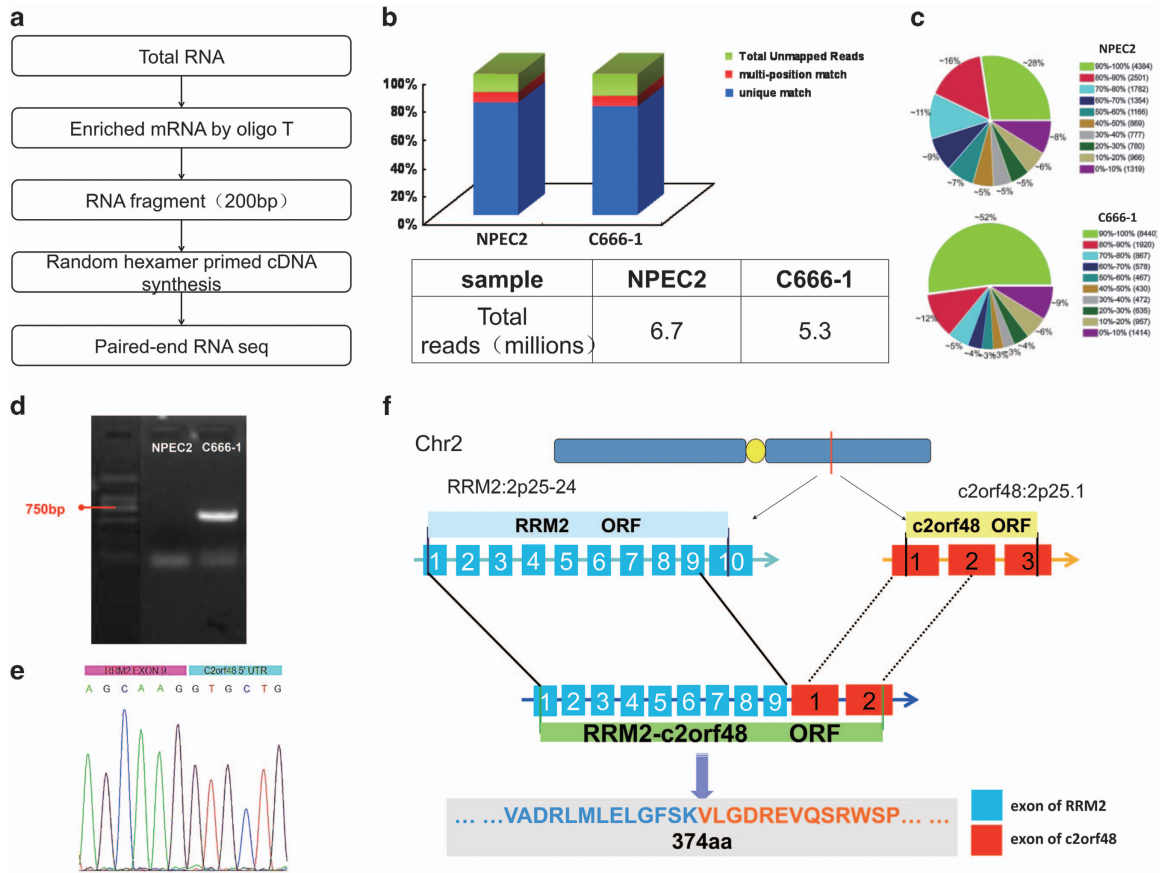 a
Total RNA
Enriched mRNA by oligo T
RNA fragment（200bp）
Random hexamer primed cDNA
synthesis
Paired-end RNA seq
b
100%
80%
60%
40%
20%
0%
NPEC2
C666-1
Total Unmapped Reads
multi-position match
unique match
sample NPEC2 C666-1
Total
reads（millions） 6.7 5.3
c
NPEC2
~28%
~16%
~11%
~9%
~7%
~5%
~5%
~5%
~6%
~8%
90%-100% (4384)
80%-90% (2501)
70%-80% (1782)
60%-70% (1354)
50%-60% (1166)
40%-50% (869)
30%-40% (777)
20%-30% (780)
10%-20% (966)
0%-10% (1319)
C666-1
~52%
~12%
~5%
~4%
~3%
~3%
~3%
~4%
~6%
~9%
90%-100% (8440)
80%-90% (1920)
70%-80% (867)
60%-70% (578)
50%-60% (467)
40%-50% (430)
30%-40% (472)
20%-30% (635)
10%-20% (957)
0%-10% (1414)
d
NPEC2 C666-1
750bp
e
RRM2 EXON 9 C2orf48 5' UTR
A G C A A G G T G C T G
f
Chr2
RRM2:2p25-24
c2orf48:2p25.1
RRM2 ORF
c2orf48 ORF
1 2 3 4 5 6 7 8 9 10
1 2 3
1 2 3 4 5 6 7 8 9 1 2
RRM2-c2orf48 ORF
... ...VADRLMLELGFSKVLGDREVQSRWSP... ...
374aa
exon of RRM2
exon of c2orf48